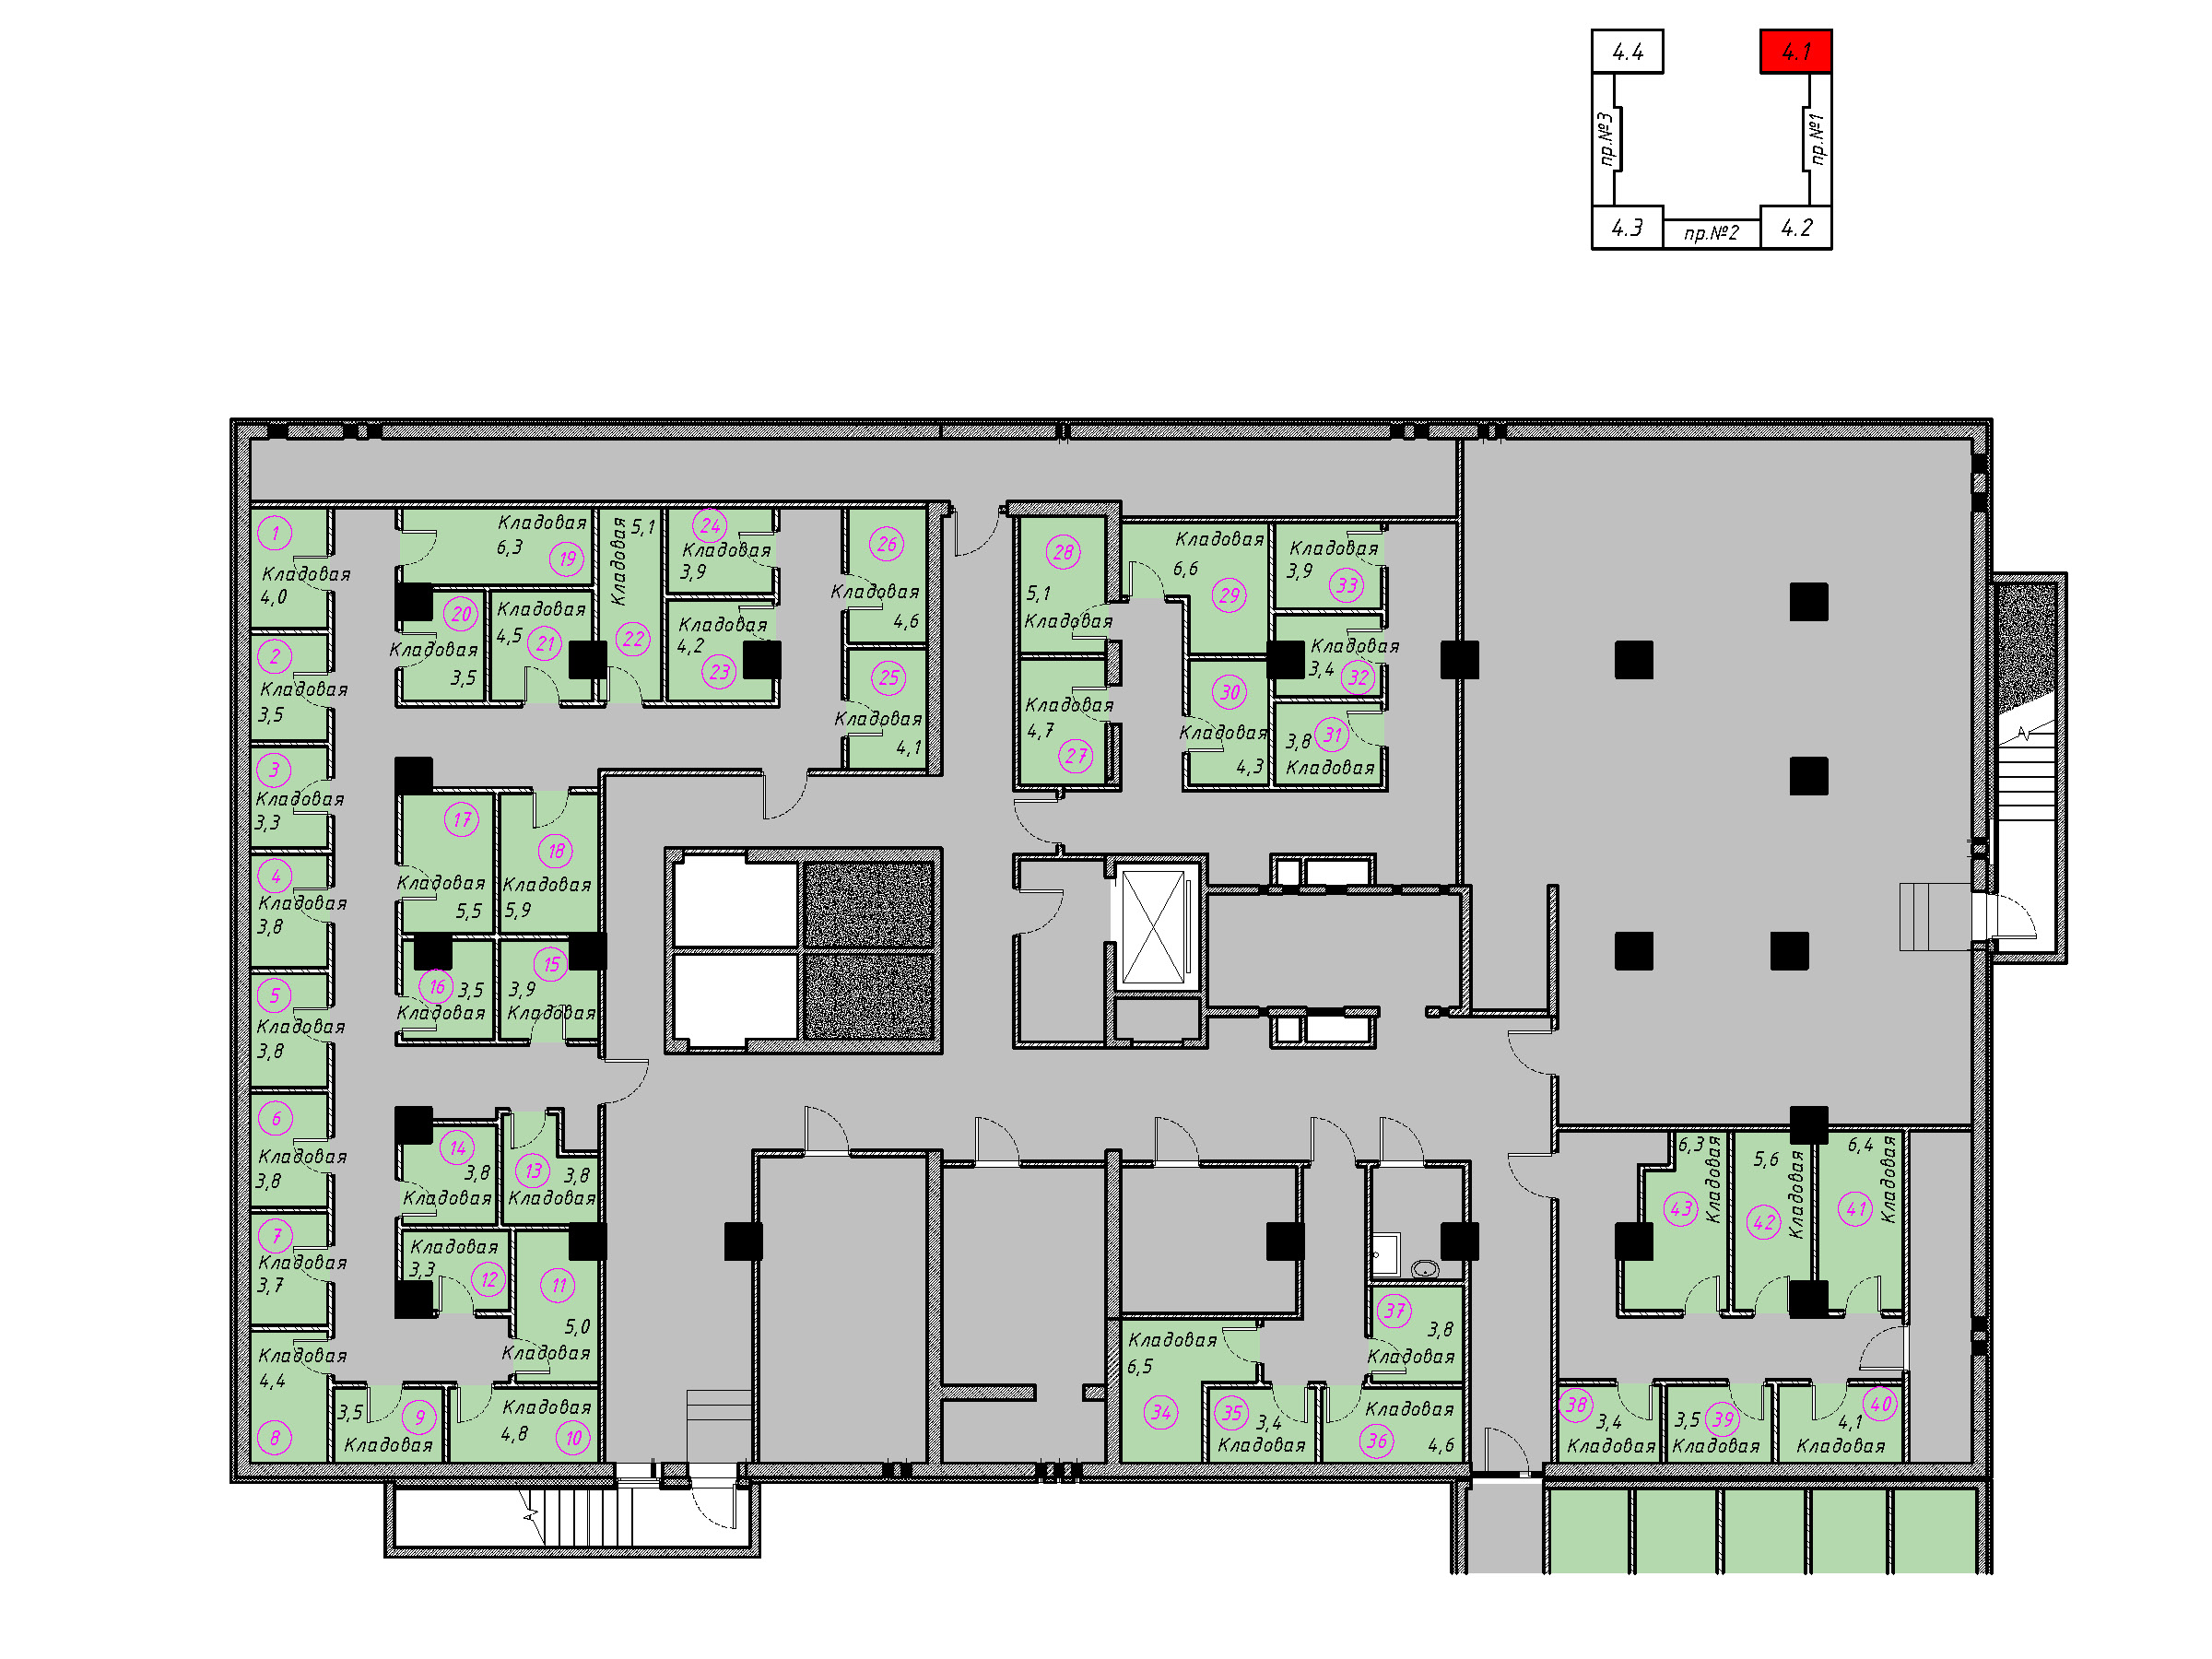 4.4
4.1
пр.№3
пр.№1
4.3
пр.№2
4.2
1
Кладовая
4,0
2
Кладовая
3,5
3
Кладовая
3,3
4
Кладовая
3,8
5
Кладовая
3,8
6
Кладовая
3,8
7
Кладовая
3,7
Кладовая
4,4
8
3,5
9
Кладовая
Кладовая
4,8
10
11
5,0
Кладовая
Кладовая
3,3
12
13
3,8
Кладовая
14
3,8
Кладовая
15
3,9
Кладовая
16
3,5
Кладовая
17
Кладовая
5,5
18
Кладовая
5,9
Кладовая
6,3
19
20
Кладовая
3,5
Кладовая
4,5
21
5,1
Кладовая
22
Кладовая
4,2
23
24
Кладовая
3,9
25
Кладовая
4,1
26
Кладовая
4,6
Кладовая
4,7
27
28
5,1
Кладовая
Кладовая
6,6
29
30
Кладовая
4,3
3,8
31
Кладовая
Кладовая
3,4
32
Кладовая
3,9
33
Кладовая
6,5
34
35
3,4
Кладовая
Кладовая
36
4,6
37
3,8
Кладовая
38
3,4
Кладовая
3,5
39
Кладовая
40
4,1
Кладовая
6,4
Кладовая
41
5,6
Кладовая
42
6,3
Кладовая
43